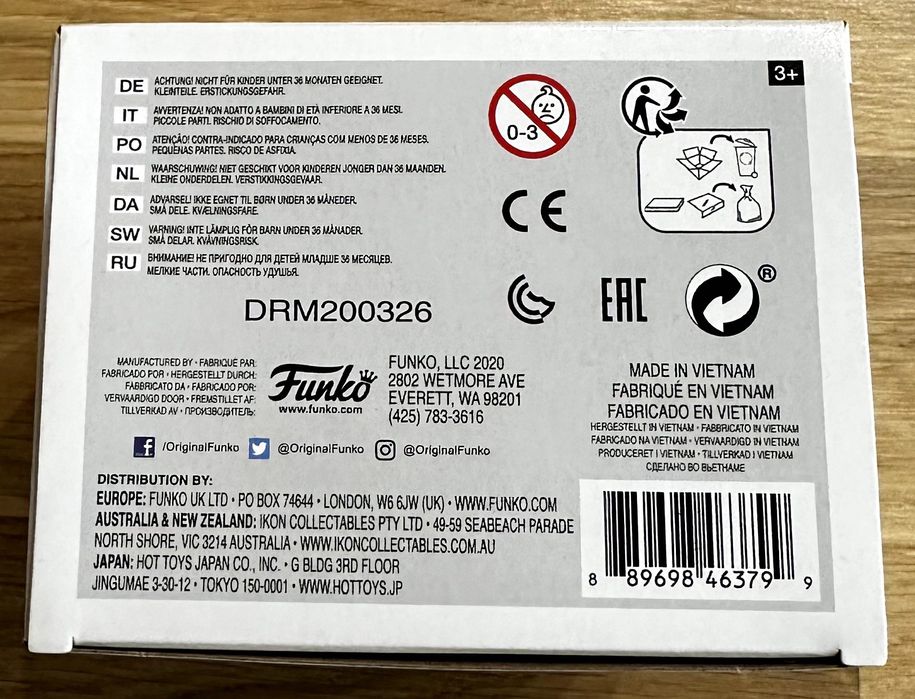 3+
DE ACHTUNG! NICHT FÜR KINDER UNTER 36 MONATEN GEEIGNET.
KLEINTEILE. ERSTICKUNGSGEFAHR.
IT AVVERTENZA! NON ADATTO A BAMBINI DI ETÀ INFERIORE A 36 MESI.
PICCOLE PARTI. RISCHIO DI SOFFOCAMENTO.
PO ATENÇÃO! CONTRA-INDICADO PARA CRIANÇAS COM MENOS DE 36 MESES.
PEQUENAS PARTES. RISCO DE ASFIXIA.
NL WAARSCHUWING! NIET GESCHIKT VOOR KINDEREN JONGER DAN 36 MAANDEN.
KLEINE ONDERDELEN. VERSTIKKINGSGEVAAR.
DA ADVARSEL! IKKE EGNET TIL BØRN UNDER 36 MÅNEDER.
SMÅ DELE. KVÆLNINGSFARE.
SW VARNING! INTE LÄMPLIG FÖR BARN UNDER 36 MÅNADER.
SMÅ DELAR. KVÄVNINGSRISK.
RU ВНИМАНИЕ! НЕ ПРИГОДНО ДЛЯ ДЕТЕЙ МЛАДШЕ 36 МЕСЯЦЕВ.
МЕЛКИЕ ЧАСТИ. ОПАСНОСТЬ УДУШЬЯ.
0-3
CE
EAC
®
DRM200326
MANUFACTURED BY • FABRIQUÉ PAR:
FABRICADO POR • HERGESTELLT DURCH:
FABBRICATO DA • FABRICADO POR:
VERVAARDIGD DOOR • FREMSTILLET AF:
TILLVERKAD AV • ПРОИЗВОДИТЕЛЬ:
Funko
www.funko.com
FUNKO, LLC 2020
2802 WETMORE AVE
EVERETT, WA 98201
(425) 783-3616
/OriginalFunko @OriginalFunko @OriginalFunko
MADE IN VIETNAM
FABRIQUÉ EN VIETNAM
FABRICADO EN VIETNAM
HERGESTELLT IN VIETNAM • FABBRICATO IN VIETNAM
FABRICADO NA VIETNAM • VERVAARDIGD IN VIETNAM
PRODUCERET I VIETNAM • TILLVERKAD I VIETNAM
СДЕЛАНО ВО ВЬЕТНАМЕ
DISTRIBUTION BY:
EUROPE: FUNKO UK LTD • PO BOX 74644 • LONDON, W6 6JW (UK) • WWW.FUNKO.COM
AUSTRALIA & NEW ZEALAND: IKON COLLECTABLES PTY LTD • 49-59 SEABEACH PARADE
NORTH SHORE, VIC 3214 AUSTRALIA • WWW.IKONCOLLECTABLES.COM.AU
JAPAN: HOT TOYS JAPAN CO., INC. • G BLDG 3RD FLOOR
JINGUMAE 3-30-12 • TOKYO 150-0001 • WWW.HOTTOYS.JP
8 89698 46379 9